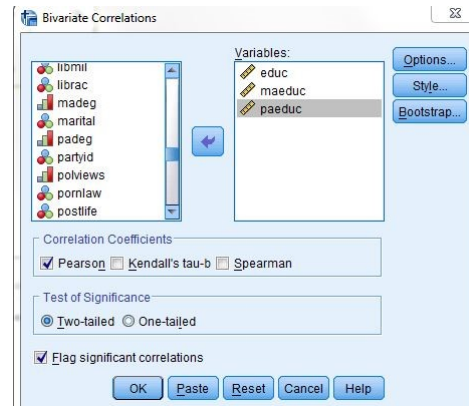 Bivariate Correlations
libmil
librac
madeg
marital
padeg
partyid
polviews
pornlaw
postlife
Variables:
educ
maeduc
paeduc
Options...
Style...
Bootstrap...
Correlation Coefficients
Pearson Kendall's tau-b Spearman
Test of Significance
Two-tailed One-tailed
Flag significant correlations
OK Paste Reset Cancel Help